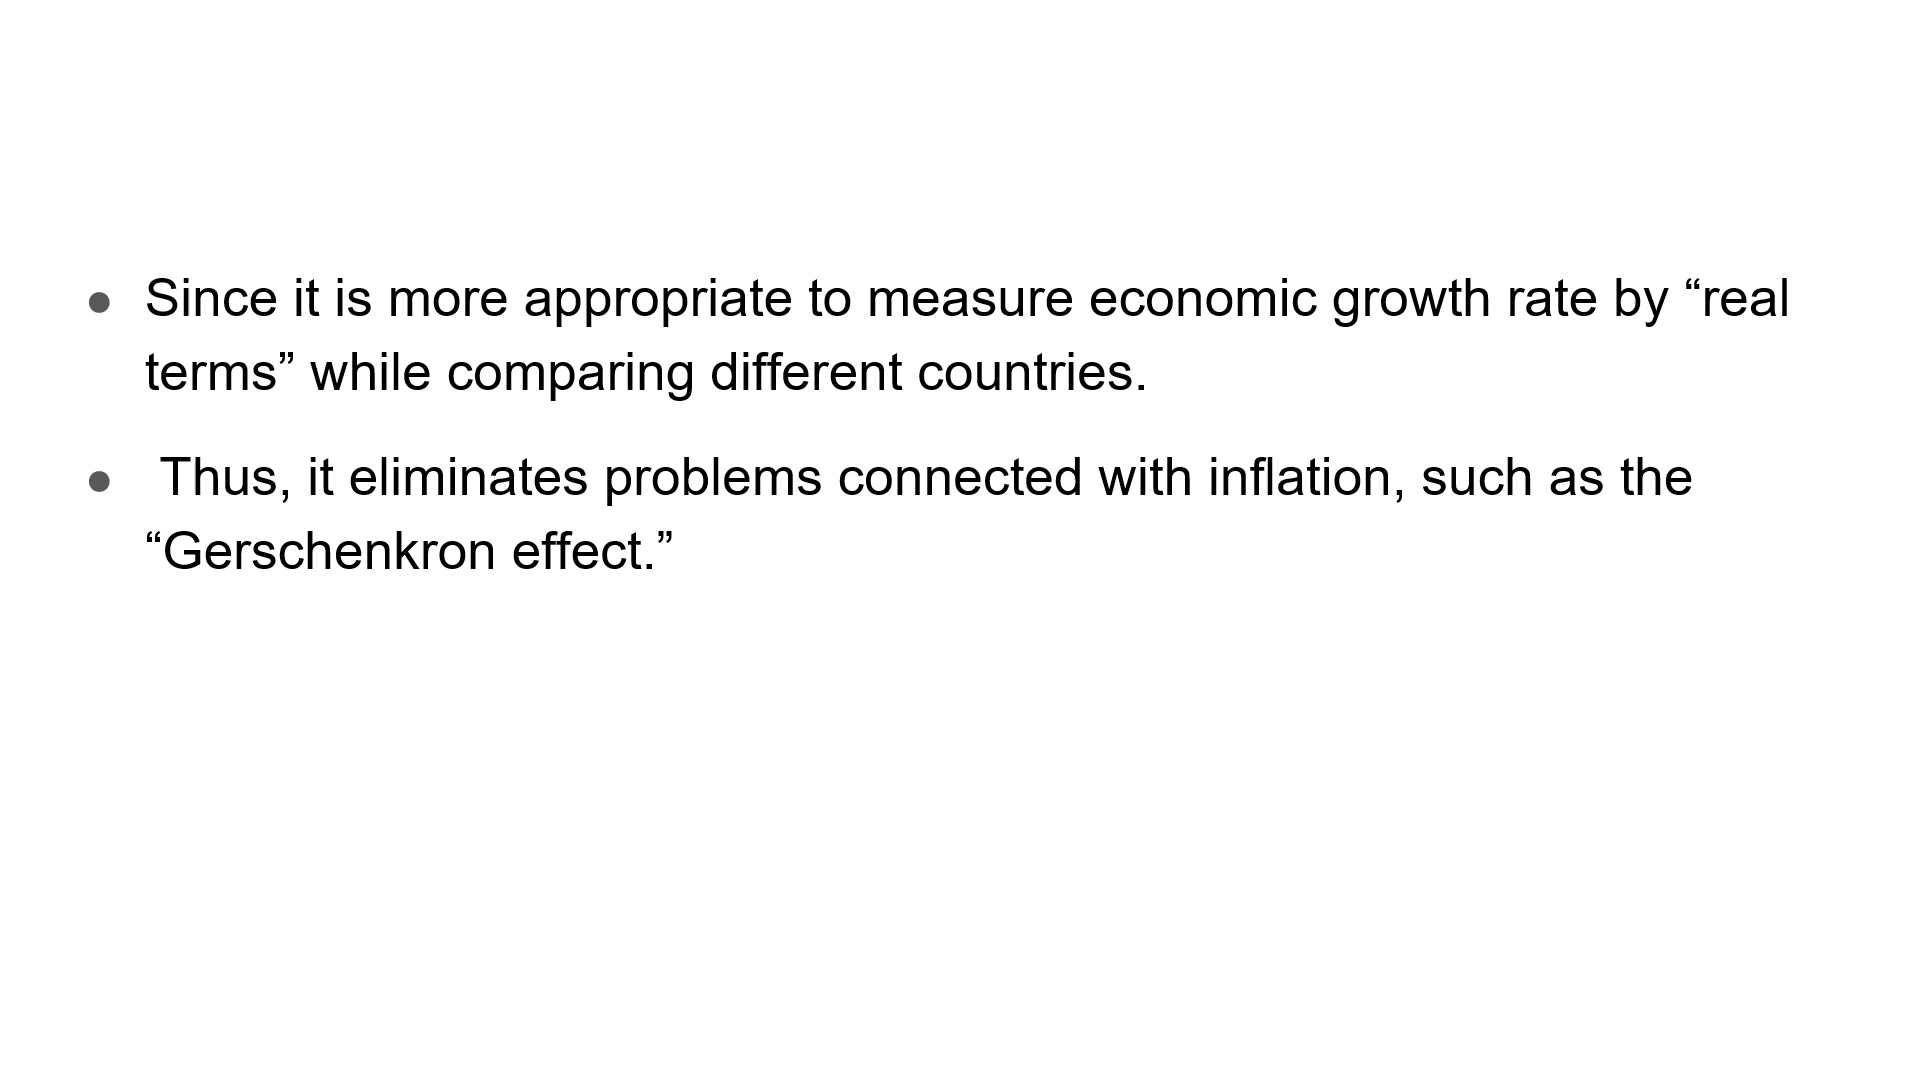 ● Since it is more appropriate to measure economic growth rate by “real
terms” while comparing different countries.
● Thus, it eliminates problems connected with inflation, such as the
“Gerschenkron effect.”